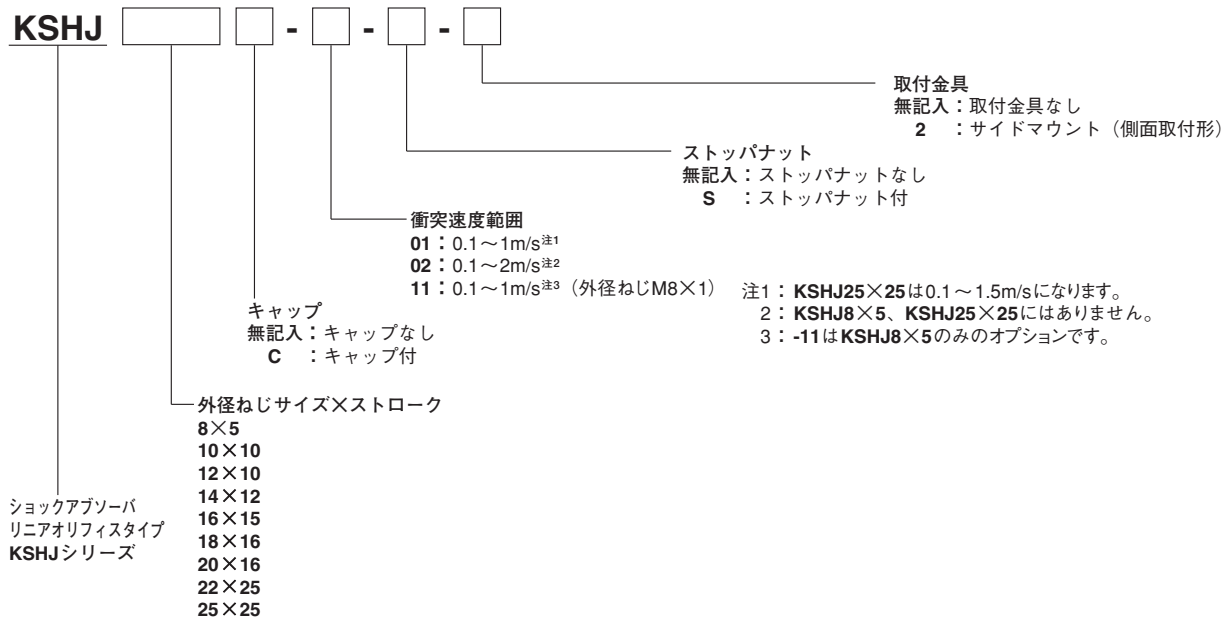 KSHJ - - -
取付金具
無記入：取付金具なし
2 ：サイドマウント（側面取付形）
ストッパナット
無記入：ストッパナットなし
S ：ストッパナット付
衝突速度範囲
01：0.1～1m/s注1
02：0.1～2m/s注2
11：0.1～1m/s注3（外径ねじM8×1）
注1：KSHJ25×25は0.1～1.5m/sになります。
2：KSHJ8×5、KSHJ25×25にはありません。
3：-11はKSHJ8×5のみのオプションです。
キャップ
無記入：キャップなし
C ：キャップ付
外径ねじサイズ×ストローク
8×5
10×10
12×10
14×12
16×15
18×16
20×16
22×25
25×25
ショックアブソーバ
リニアオリフィスタイプ
KSHJシリーズ